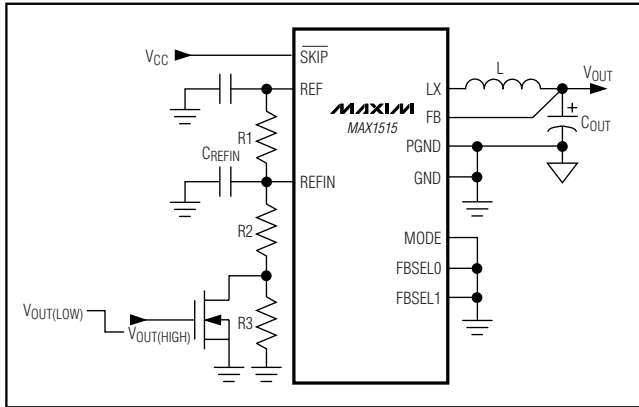 VCC
SKIP
REF
R1
CREFIN
REFIN
R2
R3
VOUT(LOW)
VOUT(HIGH)
MAXIM
MAX1515
LX
L
VOUT
FB
+
COUT
PGND
GND
MODE
FBSEL0
FBSEL1